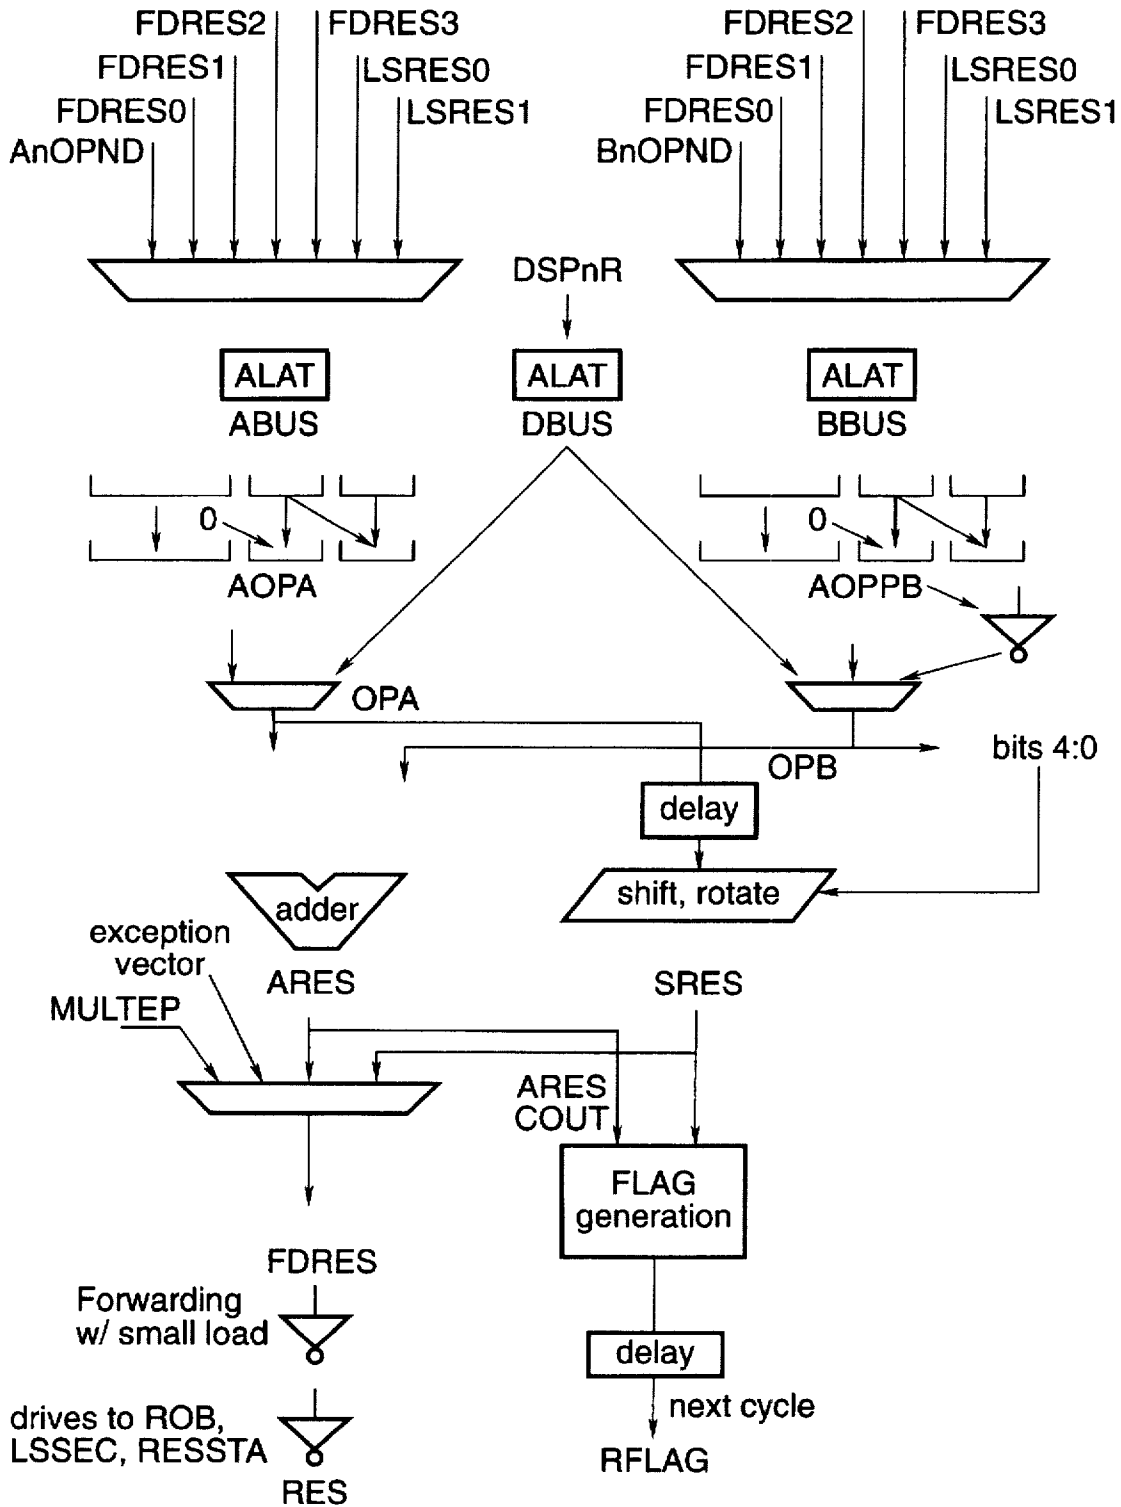 FDRES2 FDRES3 FDRES2 FDRES3
FDRES1 LSRES0 FDRES1 LSRES0
FDRES0 LSRES1 FDRES0 LSRES1
AnOPND BnOPND
DSPnR
ALAT ALAT ALAT
ABUS DBUS BBUS
0 0
AOPA AOPPB
OPA
OPB bits 4:0
delay
shift, rotate
adder
exception
vector
ARES SRES
MULTEP
ARES
COUT
FLAG
generation
FDRES
Forwarding
w/ small load
delay
next cycle
drives to ROB,
LSSEC, RESSTA
RFLAG
RES